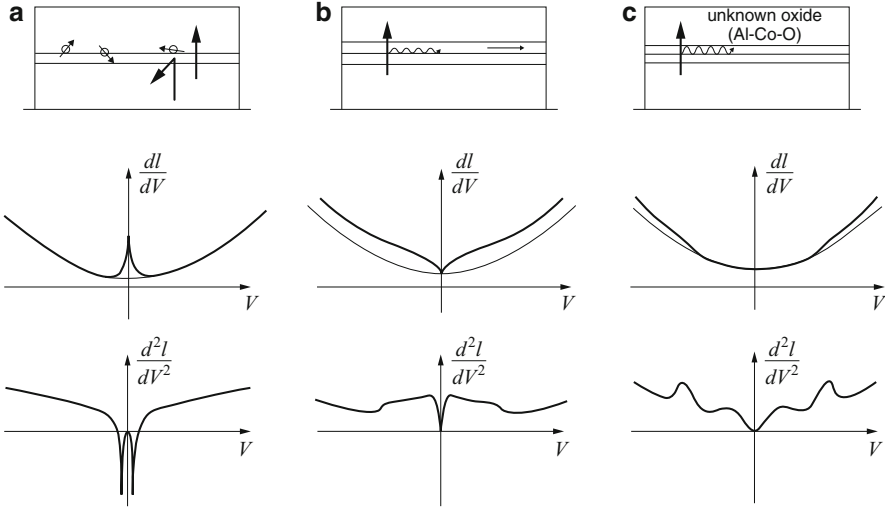 a
b
c
unknown oxide
(Al-Co-O)
dI
dV
V
dI
dV
V
dI
dV
V
d²I
dV²
V
d²I
dV²
V
d²I
dV²
V